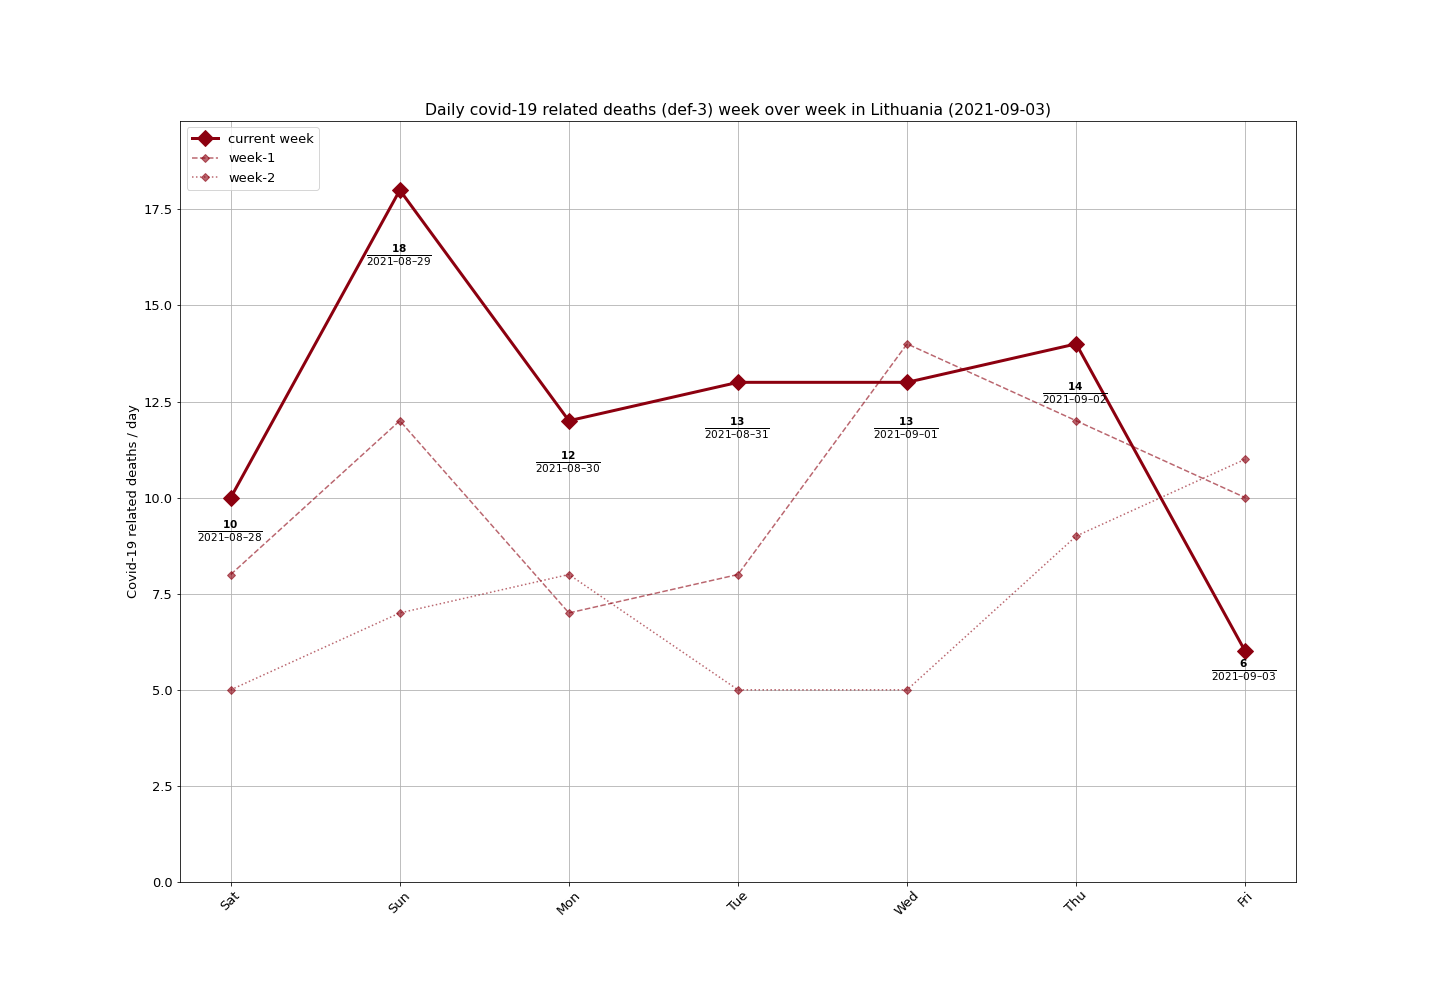 Daily covid-19 related deaths (def-3) week over week in Lithuania (2021-09-03)
current week
week-1
week-2
Covid-19 related deaths / day
17.5
15.0
12.5
10.0
7.5
5.0
2.5
0.0
10
2021–08–28
18
2021–08–29
12
2021–08–30
13
2021–08–31
13
2021–09–01
14
2021–09–02
6
2021–09–03
Sat
Sun
Mon
Tue
Wed
Thu
Fri